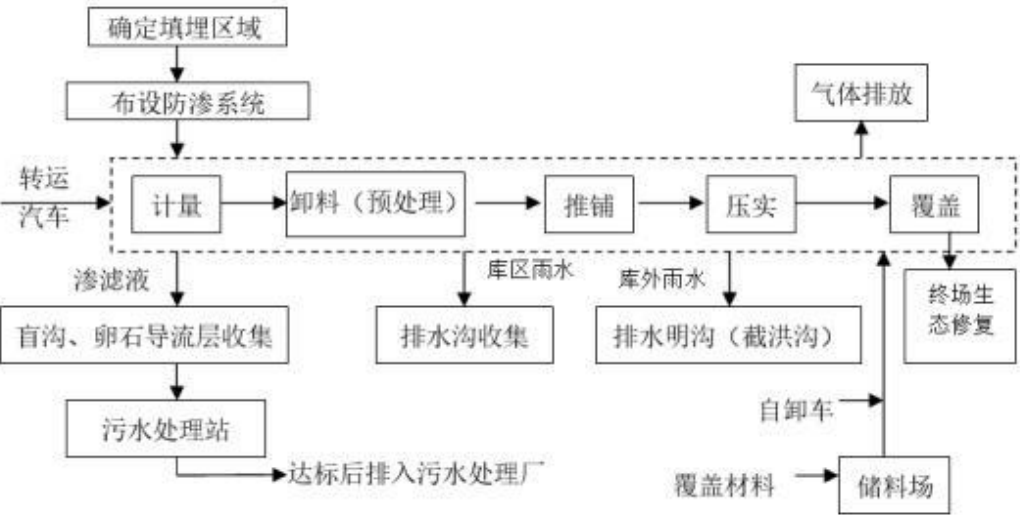 确定填埋区域
布设防渗系统
气体排放
转运
汽车
计量
卸料（预处理）
推铺
压实
覆盖
渗滤液
库区雨水
库外雨水
终场生
态修复
盲沟、卵石导流层收集
排水沟收集
排水明沟（截洪沟）
自卸车
污水处理站
达标后排入污水处理厂
覆盖材料
储料场